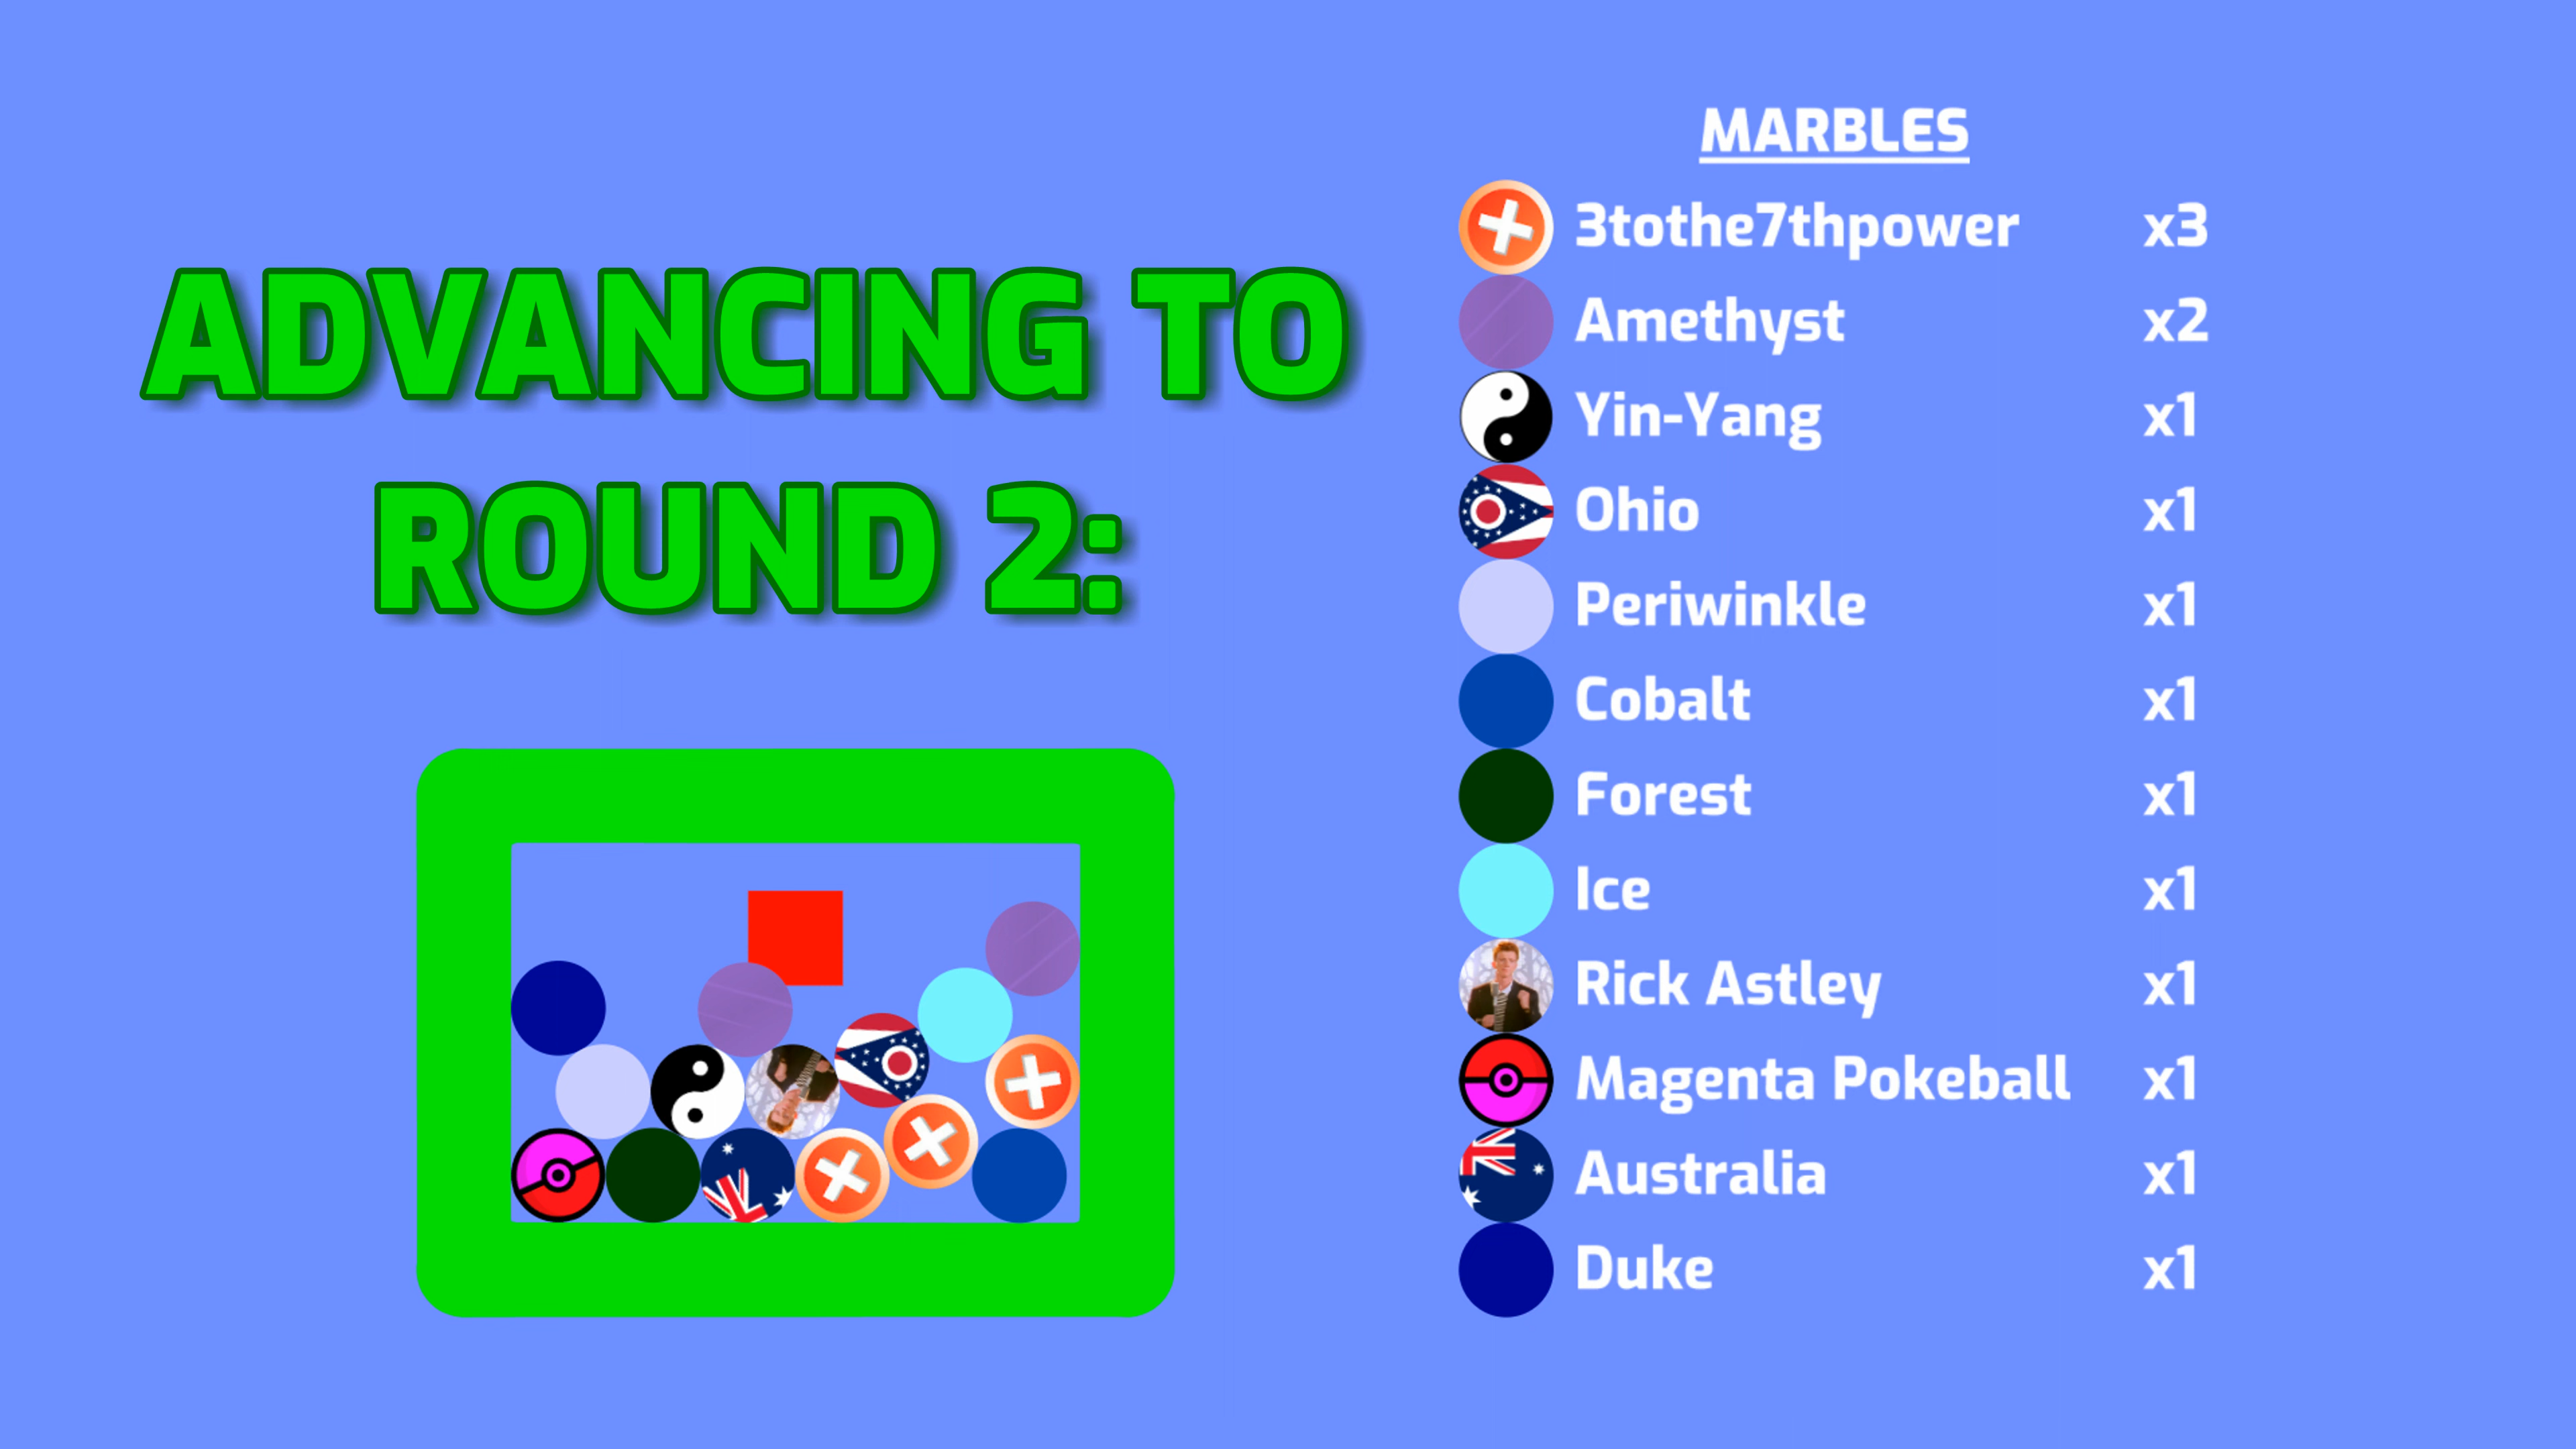 ADVANCING TO
ROUND 2:
MARBLES
3tothe7thpower x3
Amethyst x2
Yin-Yang x1
Ohio x1
Periwinkle x1
Cobalt x1
Forest x1
Ice x1
Rick Astley x1
Magenta Pokeball x1
Australia x1
Duke x1